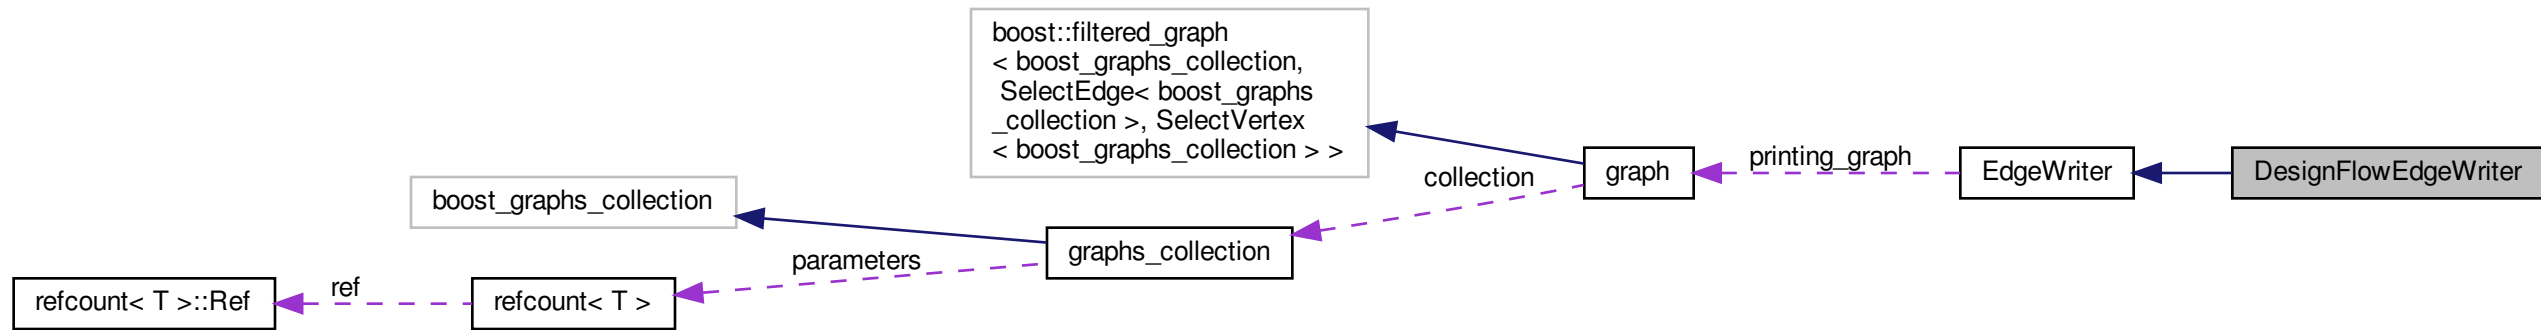 boost::filtered_graph
< boost_graphs_collection,
SelectEdge< boost_graphs
_collection >, SelectVertex
< boost_graphs_collection > >
printing_graph
graph
EdgeWriter
DesignFlowEdgeWriter
collection
boost_graphs_collection
graphs_collection
parameters
ref
refcount< T >::Ref
refcount< T >